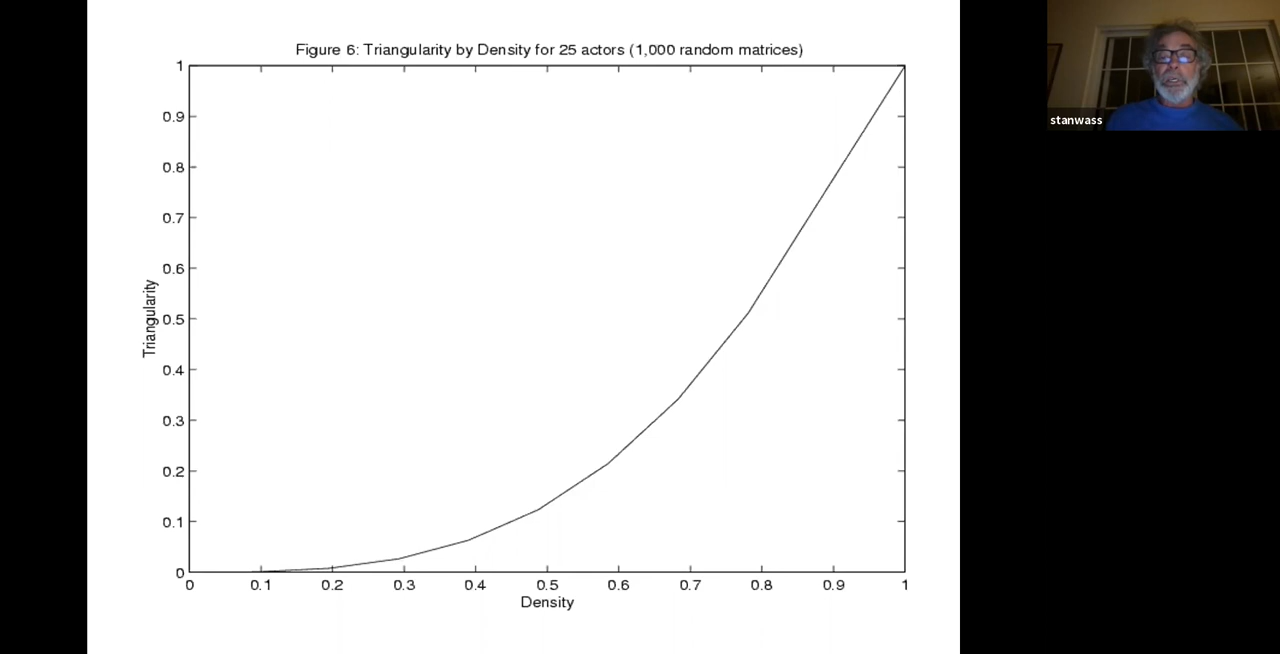 Figure 6: Triangularity by Density for 25 actors (1,000 random matrices)
1
0.9
0.8
0.7
0.6
0.5
0.4
0.3
0.2
0.1
0
Triangularity
0 0.1 0.2 0.3 0.4 0.5 0.6 0.7 0.8 0.9 1
Density
stanwass